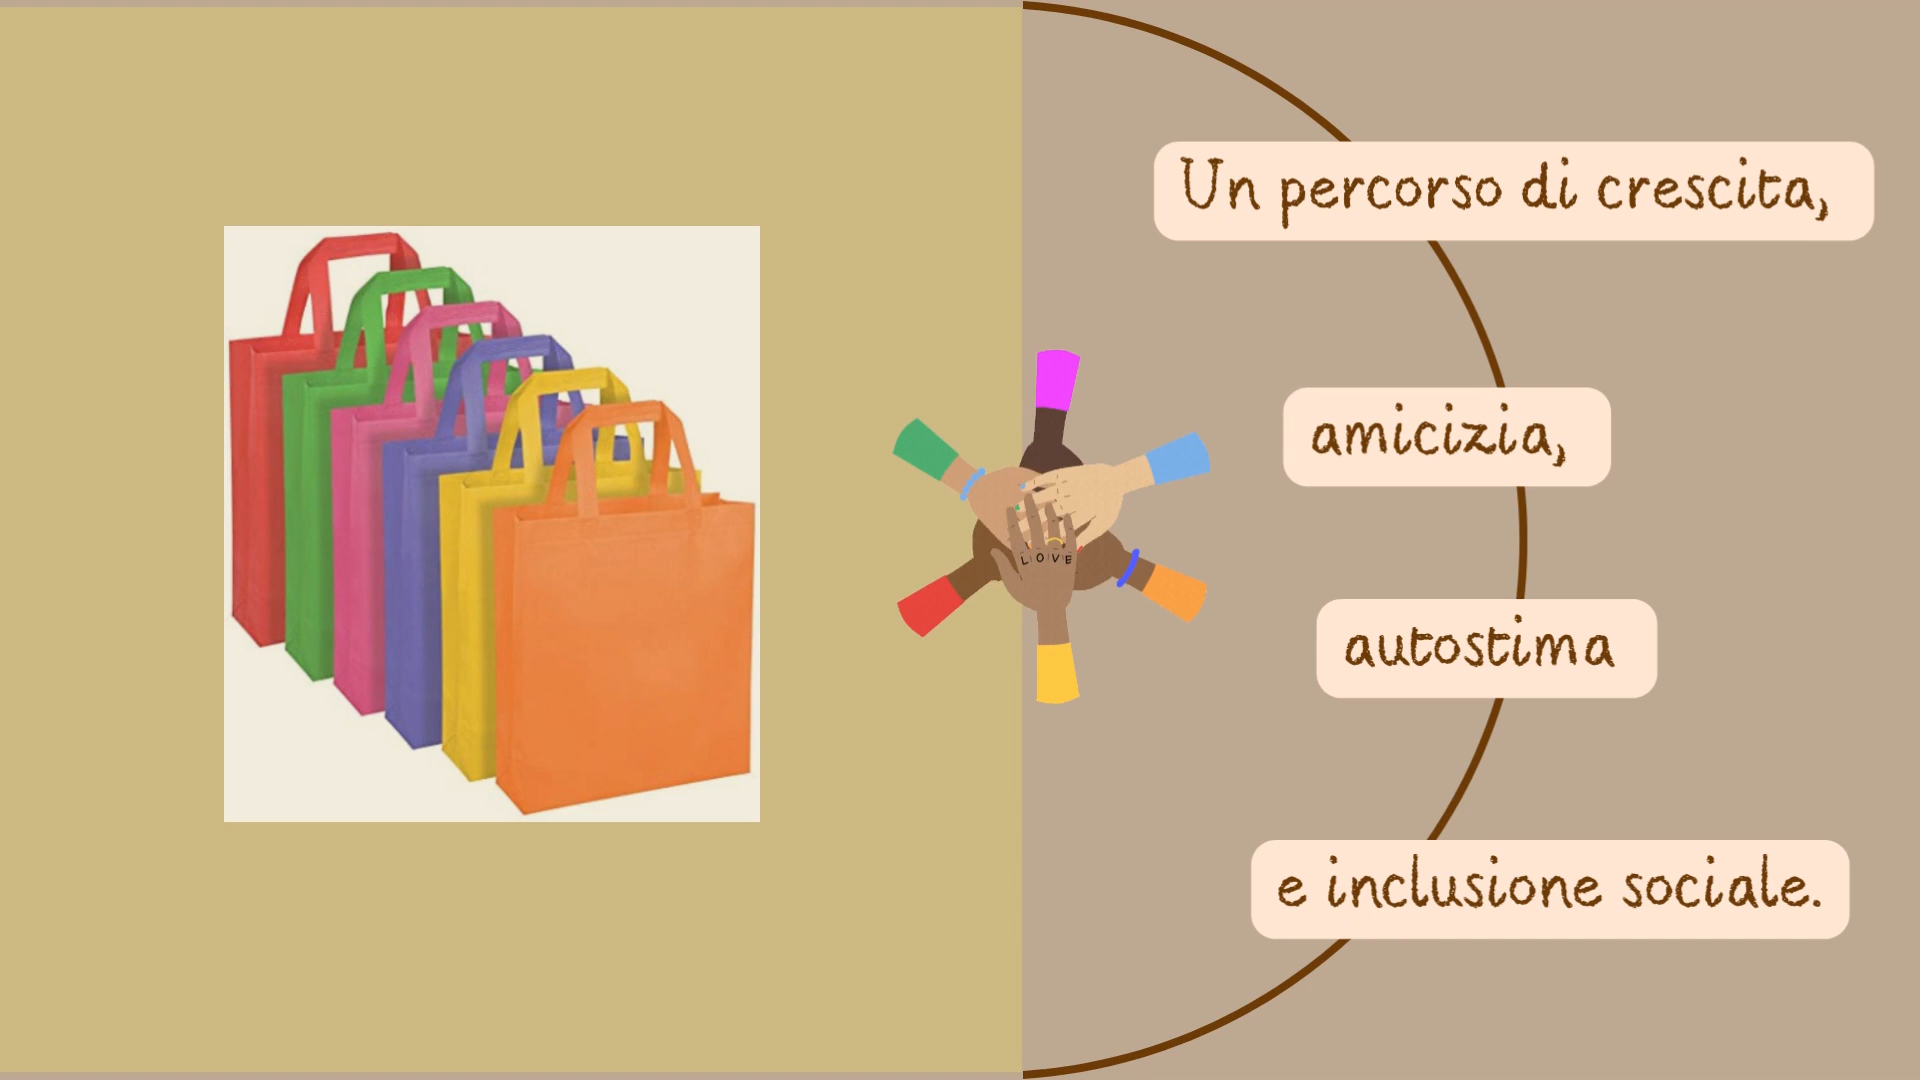 Un percorso di crescita,
amicizia,
LOVE
autostima
e inclusione sociale.